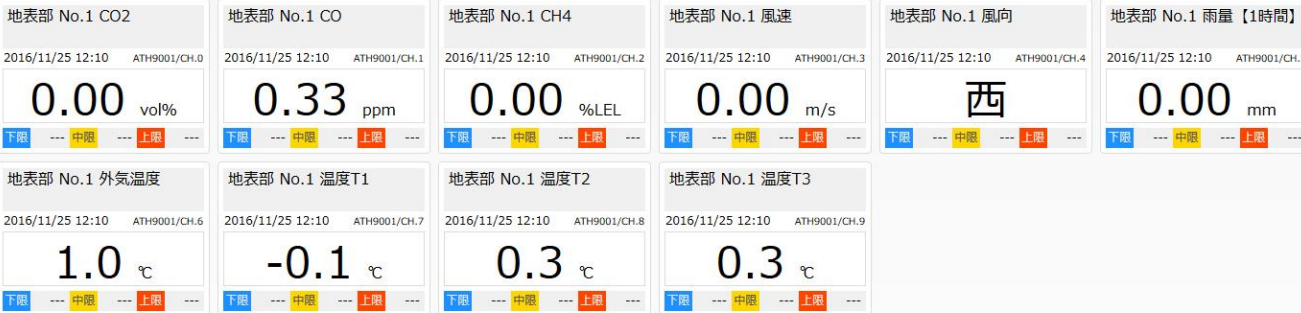 地表部 No.1 CO2
2016/11/25 12:10 ATH9001/CH.0
0.00 vol%
下限 --- 中限 --- 上限 ---
地表部 No.1 CO
2016/11/25 12:10 ATH9001/CH.1
0.33 ppm
下限 --- 中限 --- 上限 ---
地表部 No.1 CH4
2016/11/25 12:10 ATH9001/CH.2
0.00 %LEL
下限 --- 中限 --- 上限 ---
地表部 No.1 風速
2016/11/25 12:10 ATH9001/CH.3
0.00 m/s
下限 --- 中限 --- 上限 ---
地表部 No.1 風向
2016/11/25 12:10 ATH9001/CH.4
西
下限 --- 中限 --- 上限 ---
地表部 No.1 雨量【1時間】
2016/11/25 12:10 ATH9001/CH.
0.00 mm
下限 --- 中限 --- 上限 ---
地表部 No.1 外気温度
2016/11/25 12:10 ATH9001/CH.6
1.0 ℃
下限 --- 中限 --- 上限 ---
地表部 No.1 温度T1
2016/11/25 12:10 ATH9001/CH.7
-0.1 ℃
下限 --- 中限 --- 上限 ---
地表部 No.1 温度T2
2016/11/25 12:10 ATH9001/CH.8
0.3 ℃
下限 --- 中限 --- 上限 ---
地表部 No.1 温度T3
2016/11/25 12:10 ATH9001/CH.9
0.3 ℃
下限 --- 中限 --- 上限 ---